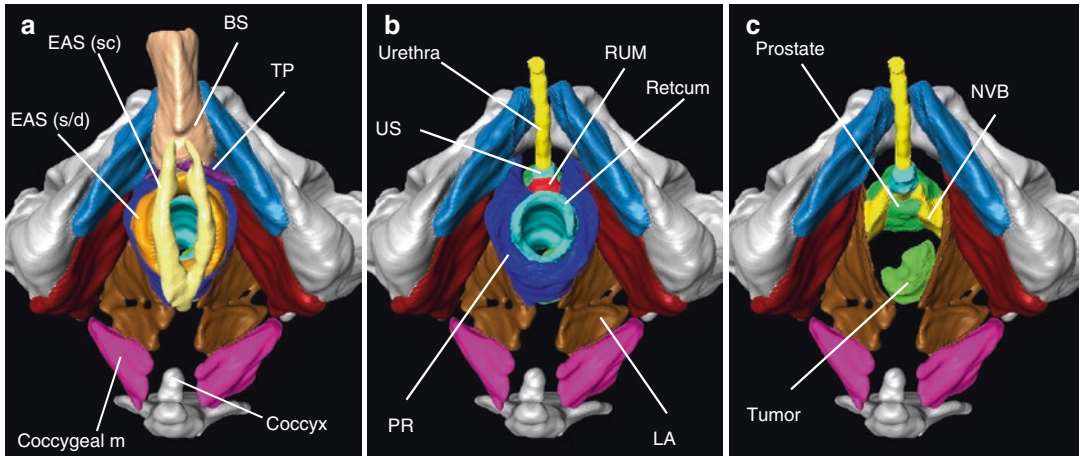 a
BS
EAS (sc)
TP
EAS (s/d)
Coccygeal m
Coccyx
b
Urethra
RUM
Retcum
US
PR
LA
c
Prostate
NVB
Tumor